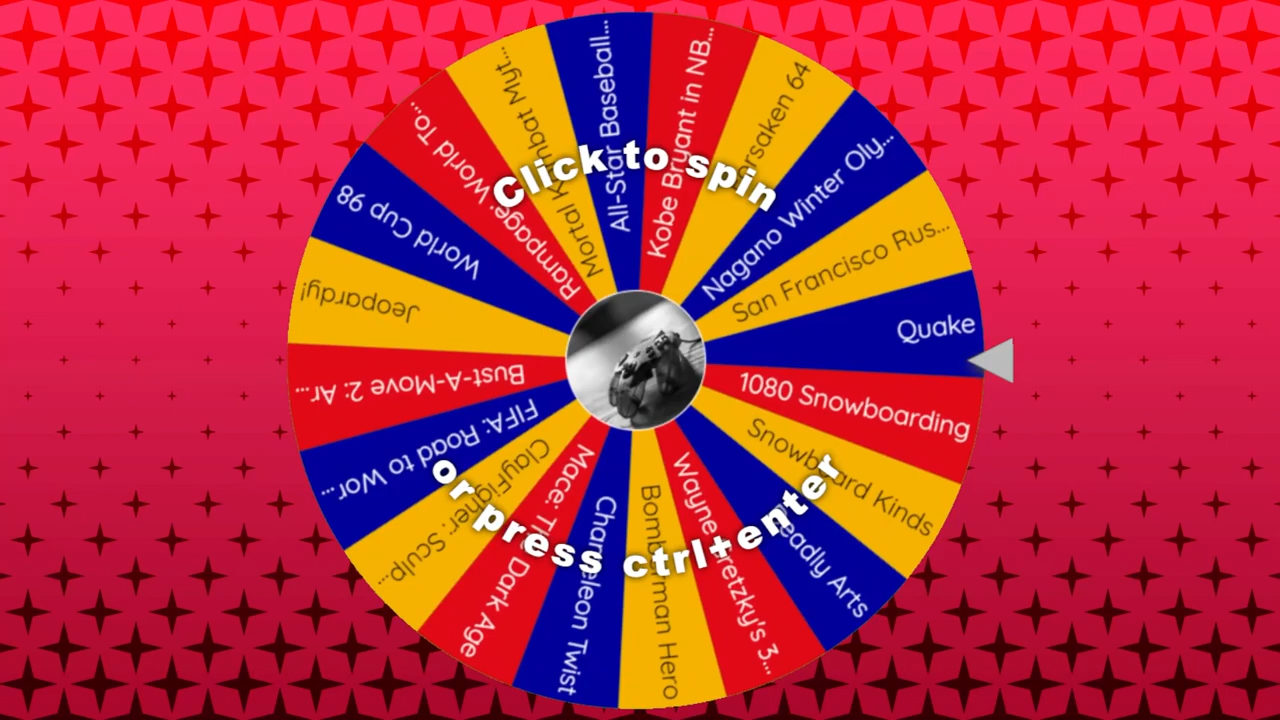 Click to spin
or press ctrl+enter
All-Star Baseball...
Kobe Bryant in NB...
Forsaken 64
Nagano Winter Oly...
San Francisco Rus...
Quake
1080 Snowboarding
Snowboard Kinds
Deadly Arts
Wayne Gretzky's 3...
Bomberman Hero
Chameleon Twist
Mace: The Dark Age
ClayFighter: Sculp...
FIFA: Road to Wor...
Bust-A-Move 2: Ar...
Jeopardy!
World Cup 98
Rampage: World To...
Mortal Kombat Myt...